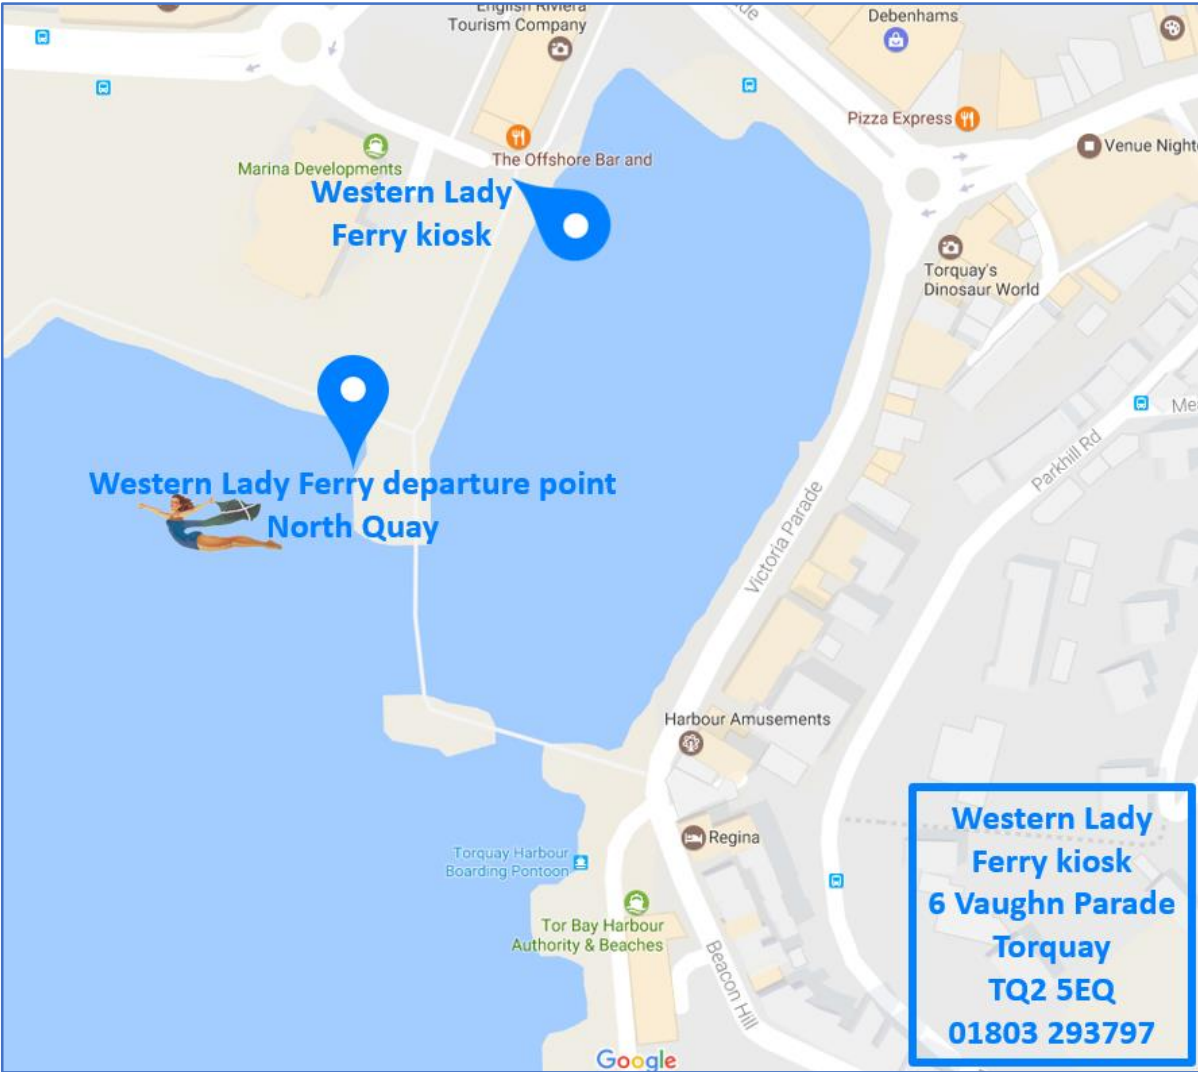 English Riviera
Tourism Company
Debenhams
Pizza Express
Venue Night
The Offshore Bar and
Marina Developments
Western Lady
Ferry kiosk
Torquay's
Dinosaur World
Me
Parkhill Rd
Western Lady Ferry departure point
North Quay
Victoria Parade
Harbour Amusements
Regina
Torquay Harbour
Boarding Pontoon
Tor Bay Harbour
Authority & Beaches
Beacon Hill
Western Lady
Ferry kiosk
6 Vaughn Parade
Torquay
TQ2 5EQ
01803 293797
Google